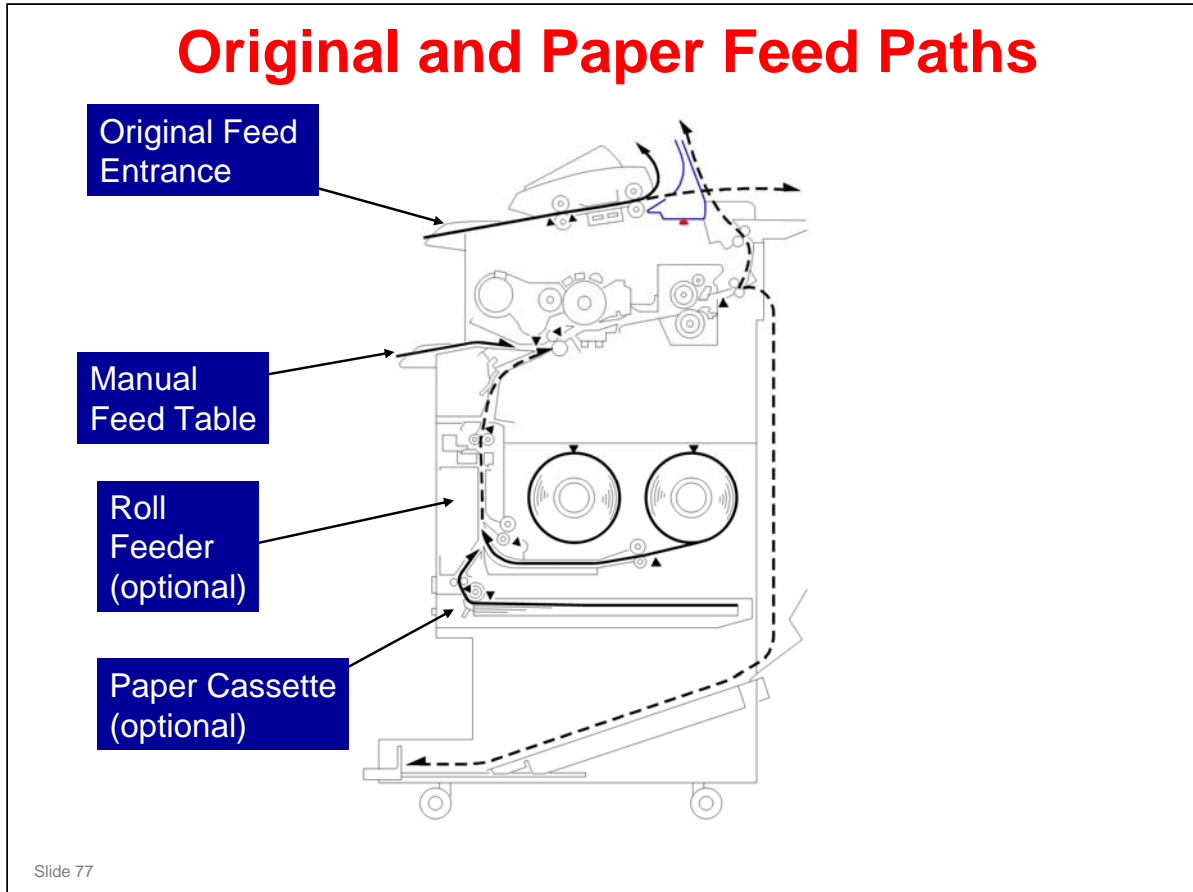 Original and Paper Feed Paths
Original Feed
Entrance
Manual
Feed Table
Roll
Feeder
(optional)
Paper Cassette
(optional)
Slide 77